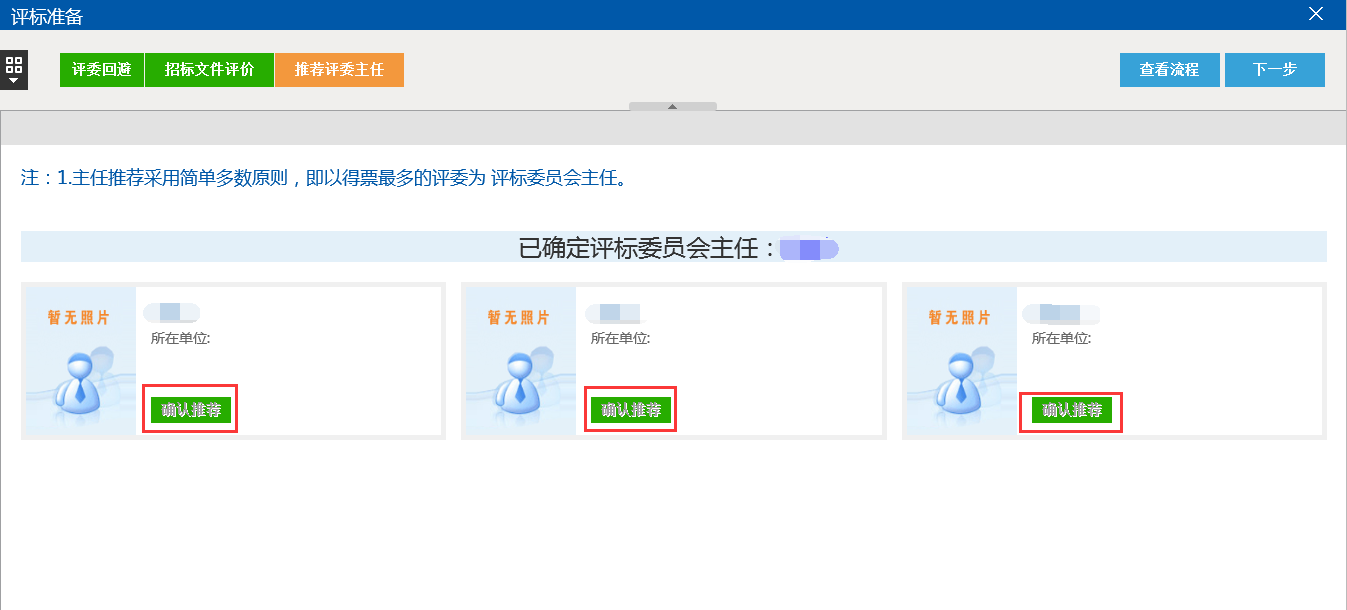 评标准备
评委回避 招标文件评价 推荐评委主任 查看流程 下一步
注：1.主任推荐采用简单多数原则，即以得票最多的评委为 评标委员会主任。
已确定评标委员会主任：
暂无照片
所在单位:
确认推荐
暂无照片
所在单位:
确认推荐
暂无照片
所在单位:
确认推荐